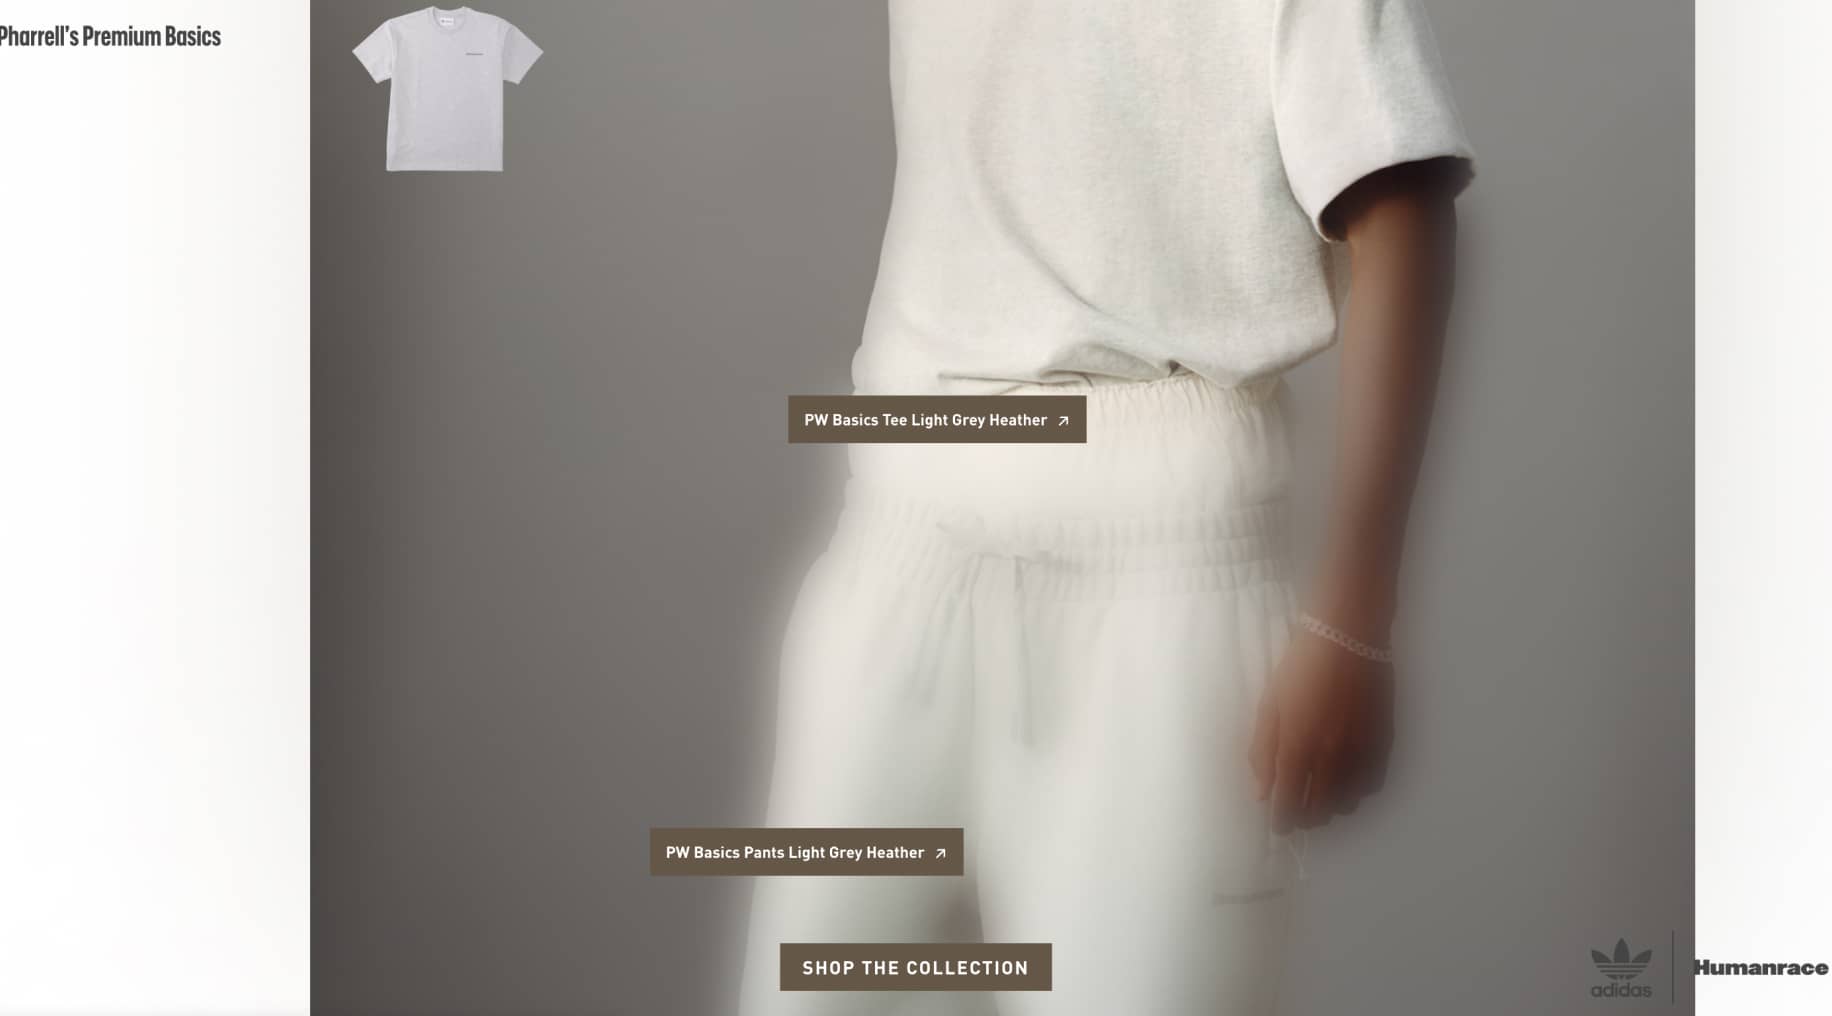 Pharrell's Premium Basics
PW Basics Tee Light Grey Heather
PW Basics Pants Light Grey Heather
SHOP THE COLLECTION
adidas
Humanrace